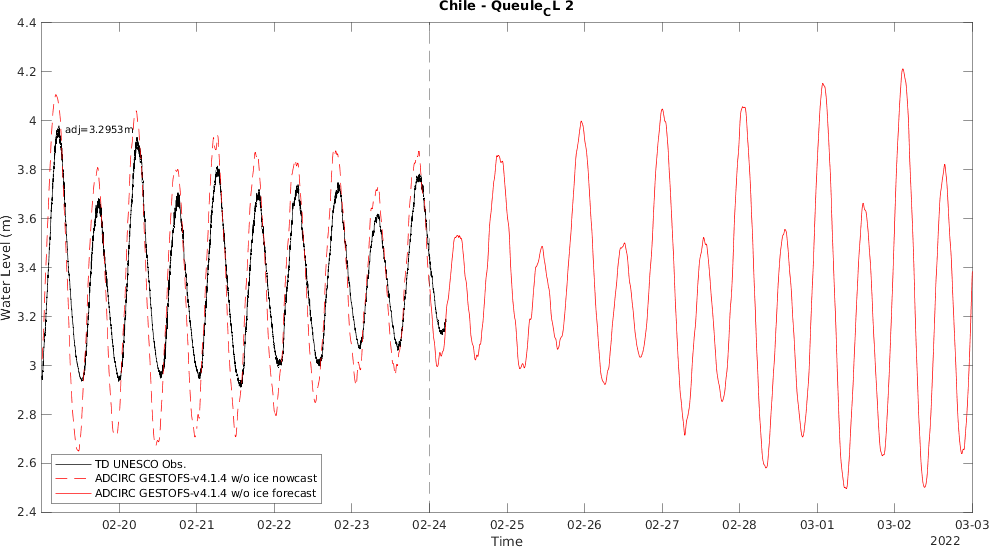 Chile - Queule_CL 2
4.4
4.2
4
3.8
3.6
3.4
3.2
3
2.8
2.6
2.4
Water Level (m)
adj=3.2953m
TD UNESCO Obs.
ADCIRC GESTOFS-v4.1.4 w/o ice nowcast
ADCIRC GESTOFS-v4.1.4 w/o ice forecast
02-20 02-21 02-22 02-23 02-24 02-25 02-26 02-27 02-28 03-01 03-02 03-03
Time
2022